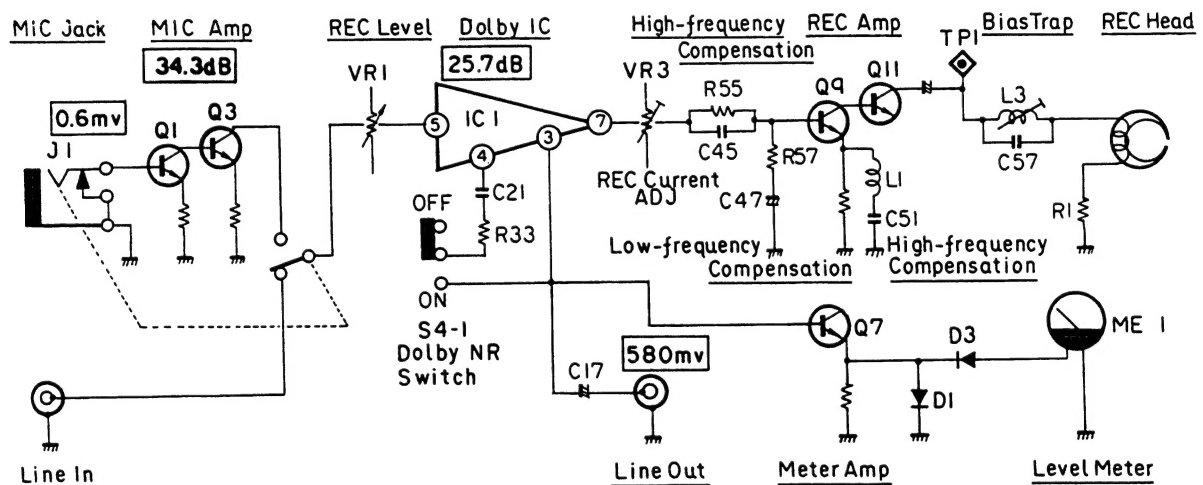 MiC Jack
MIC Amp
REC Level
Dolby IC
High-frequency
Compensation
REC Amp
BiasTrap
REC Head
34.3dB
25.7dB
TP1
0.6mv
VR1
VR3
R55
Q9
Q11
L3
J1
Q1
Q3
5
IC1
7
3
4
C45
C57
R57
REC Current
ADJ
C21
OFF
R33
C47
L1
C51
R1
Low-frequency
Compensation
High-frequency
Compensation
ON
S4-1
Dolby NR
Switch
580mv
C17
Q7
D3
ME 1
D1
Line In
Line Out
Meter Amp
Level Meter